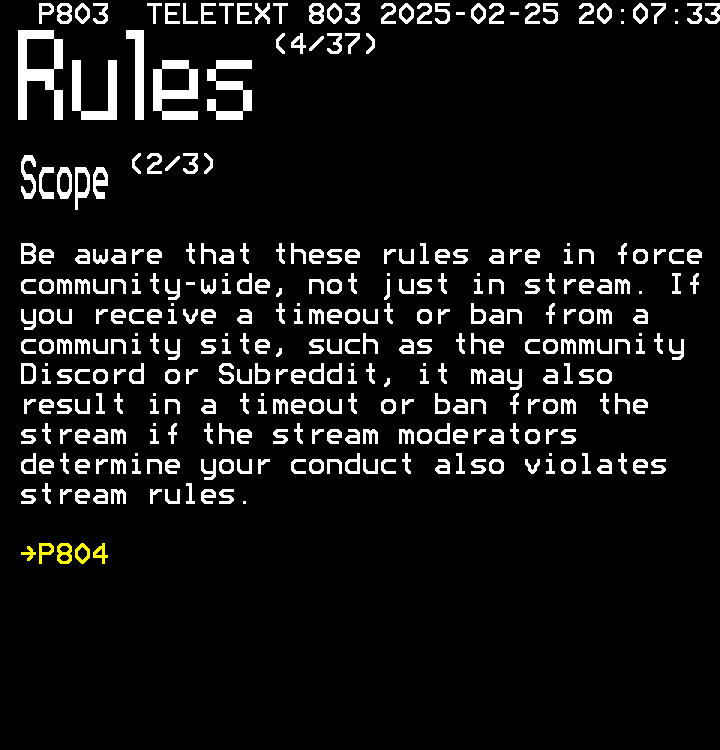 P803 TELETEXT 803 2025-02-25 20:07:33
Rules (4/37)
Scope (2/3)
Be aware that these rules are in force
community-wide, not just in stream. If
you receive a timeout or ban from a
community site, such as the community
Discord or Subreddit, it may also
result in a timeout or ban from the
stream if the stream moderators
determine your conduct also violates
stream rules.
→P804